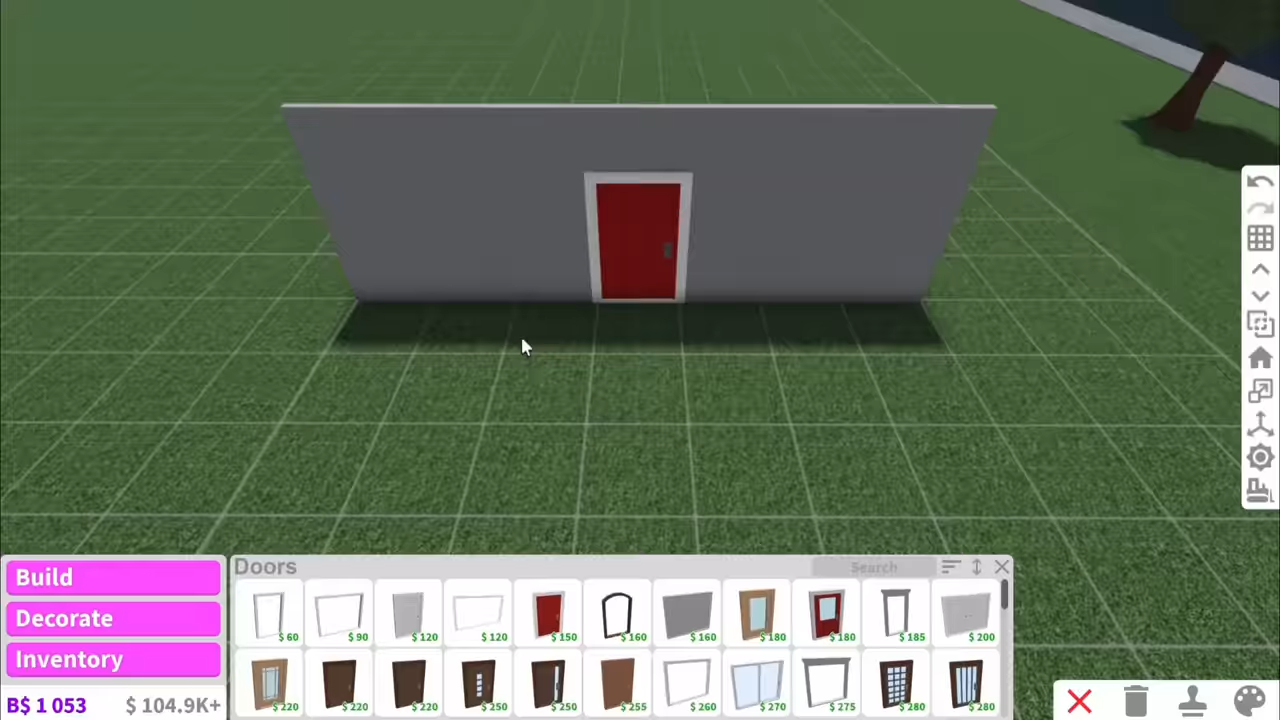 Build
Decorate
Inventory
B$ 1 053 $ 104.9K+
Doors
Search
$ 60 $ 90 $ 120 $ 120 $ 150 $ 160 $ 160 $ 180 $ 180 $ 185 $ 200
$ 220 $ 220 $ 220 $ 250 $ 250 $ 255 $ 260 $ 270 $ 275 $ 280 $ 280